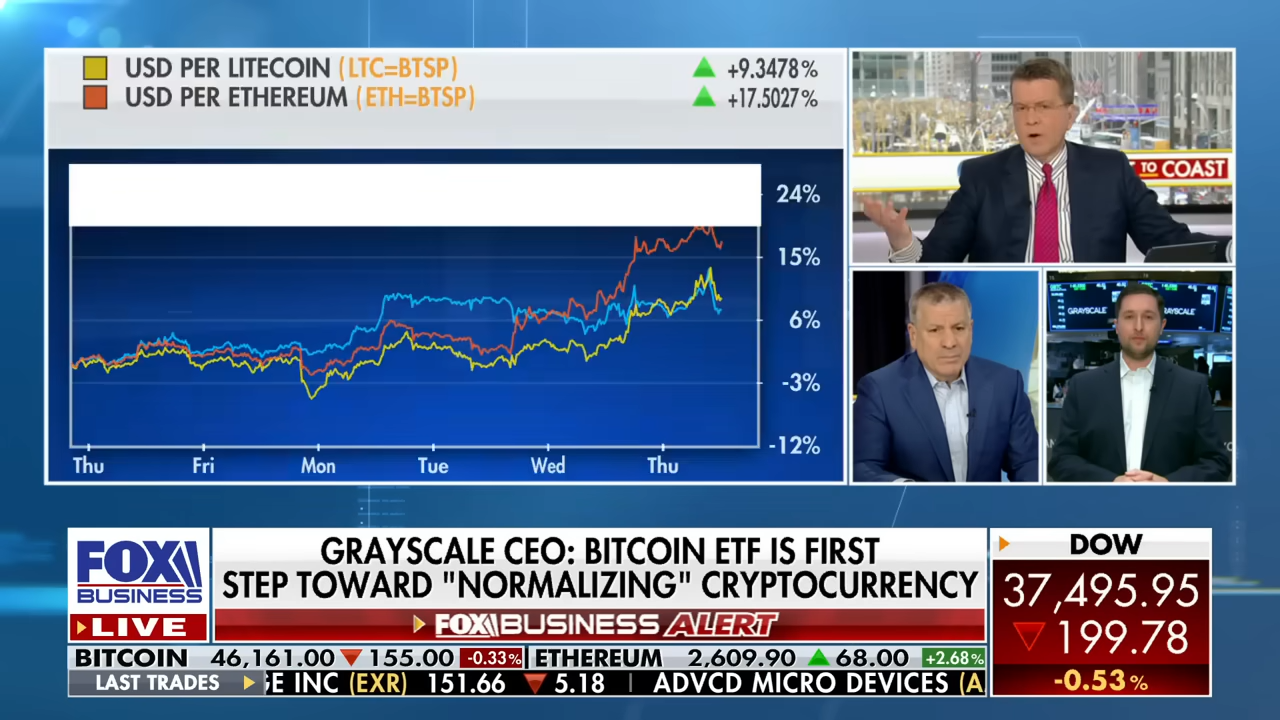 USD PER LITECOIN (LTC=BTSP) +9.3478%
USD PER ETHEREUM (ETH=BTSP) +17.5027%
24%
15%
6%
-3%
-12%
Thu Fri Mon Tue Wed Thu
TO COAST
GRAYSCALE
FOX BUSINESS
LIVE
GRAYSCALE CEO: BITCOIN ETF IS FIRST
STEP TOWARD "NORMALIZING" CRYPTOCURRENCY
FOX BUSINESS ALERT
DOW
37,495.95
199.78
-0.53%
BITCOIN 46,161.00 155.00 -0.33% ETHEREUM 2,609.90 68.00 +2.68%
LAST TRADES E INC (EXR) 151.66 5.18 ADVCD MICRO DEVICES (A